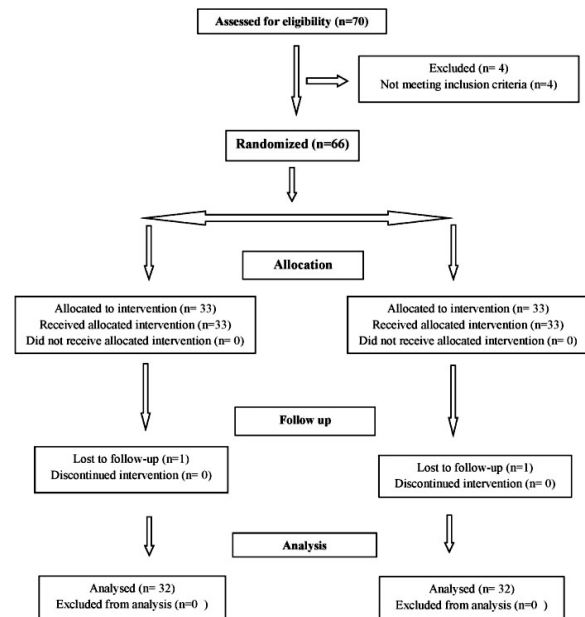 Assessed for eligibility (n=70)
Excluded (n= 4)
Not meeting inclusion criteria (n=4)
Randomized (n=66)
Allocation
Allocated to intervention (n= 33)
Received allocated intervention (n=33)
Did not receive allocated intervention (n= 0)
Allocated to intervention (n= 33)
Received allocated intervention (n=33)
Did not receive allocated intervention (n= 0)
Follow up
Lost to follow-up (n=1)
Discontinued intervention (n= 0)
Lost to follow-up (n=1)
Discontinued intervention (n= 0)
Analysis
Analysed (n= 32)
Excluded from analysis (n=0 )
Analysed (n= 32)
Excluded from analysis (n=0 )